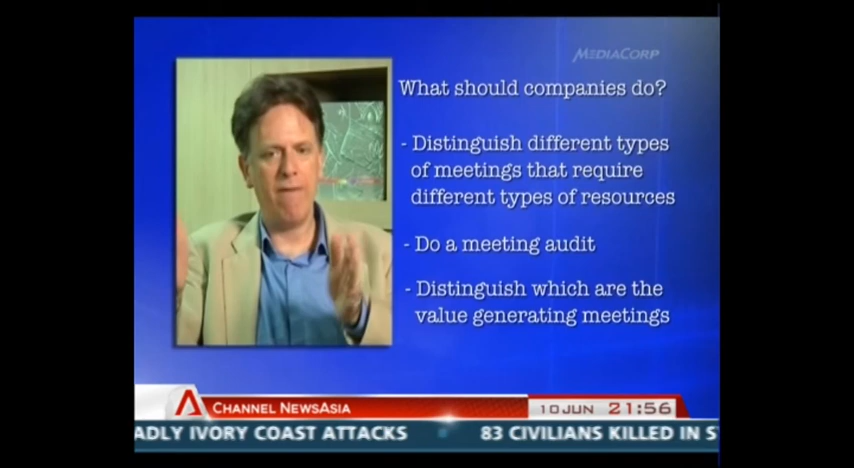 MEDIACORP
What should companies do?
- Distinguish different types
of meetings that require
different types of resources
- Do a meeting audit
- Distinguish which are the
value generating meetings
CHANNEL NEWSASIA
10 JUN 21:56
ADLY IVORY COAST ATTACKS
83 CIVILIANS KILLED IN S